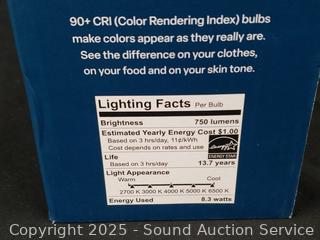 90+ CRI (Color Rendering Index) bulbs
make colors appear as they really are.
See the difference on your clothes,
on your food and on your skin tone.
Lighting Facts Per Bulb
Brightness 750 lumens
Estimated Yearly Energy Cost $1.00
Based on 3 hrs/day, 11¢/kWh
Cost depends on rates and use
ENERGY STAR
Life
Based on 3 hrs/day 13.7 years
Light Appearance
Warm Cool
2700 K 3000 K 4000 K 5000 K 6500 K
Energy Used 8.3 watts
Copyright 2025 - Sound Auction Service